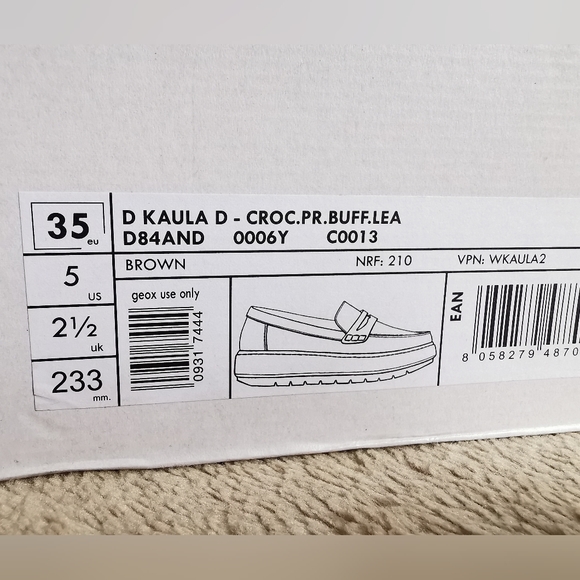 35 eu
5 us
2½ uk
233 mm.
D KAULA D - CROC.PR.BUFF.LEA
D84AND 0006Y C0013
BROWN NRF: 210 VPN: WKAULA2
geox use only
0931 7444
EAN
8 058279 4870